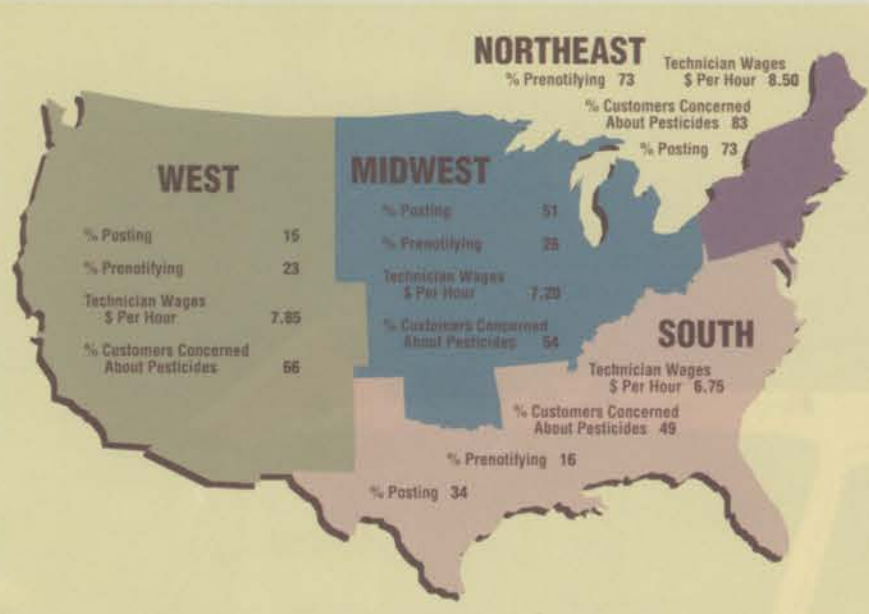 NORTHEAST
% Prenotifying 73
Technician Wages
$ Per Hour 8.50
% Customers Concerned
About Pesticides 83
% Posting 73
WEST
% Posting 15
% Prenotifying 23
Technician Wages
$ Per Hour 7.85
% Customers Concerned
About Pesticides 66
MIDWEST
% Posting 51
% Prenotifying 26
Technician Wages
$ Per Hour 7.20
% Customers Concerned
About Pesticides 54
SOUTH
Technician Wages
$ Per Hour 6.75
% Customers Concerned
About Pesticides 49
% Prenotifying 16
% Posting 34